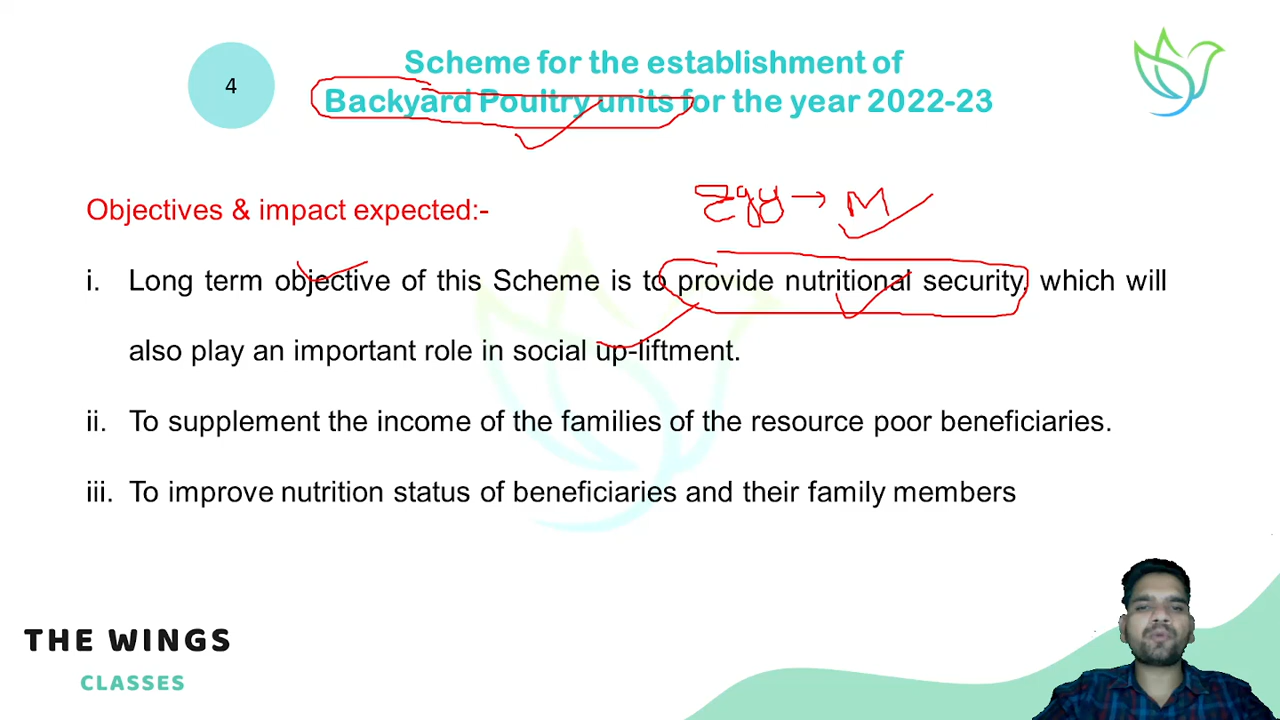 4
Scheme for the establishment of
Backyard Poultry units for the year 2022-23
Egg → M
Objectives & impact expected:-
i. Long term objective of this Scheme is to provide nutritional security, which will
also play an important role in social up-liftment.
ii. To supplement the income of the families of the resource poor beneficiaries.
iii. To improve nutrition status of beneficiaries and their family members
THE WINGS
CLASSES